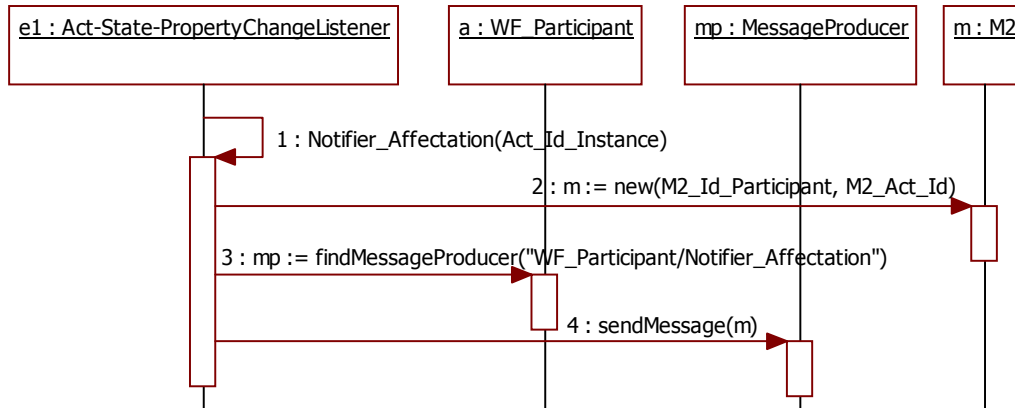 e1 : Act-State-PropertyChangeListener
a : WF_Participant
mp : MessageProducer
m : M2
1 : Notifier_Affectation(Act_Id_Instance)
2 : m := new(M2_Id_Participant, M2_Act_Id)
3 : mp := findMessageProducer("WF_Participant/Notifier_Affectation")
4 : sendMessage(m)